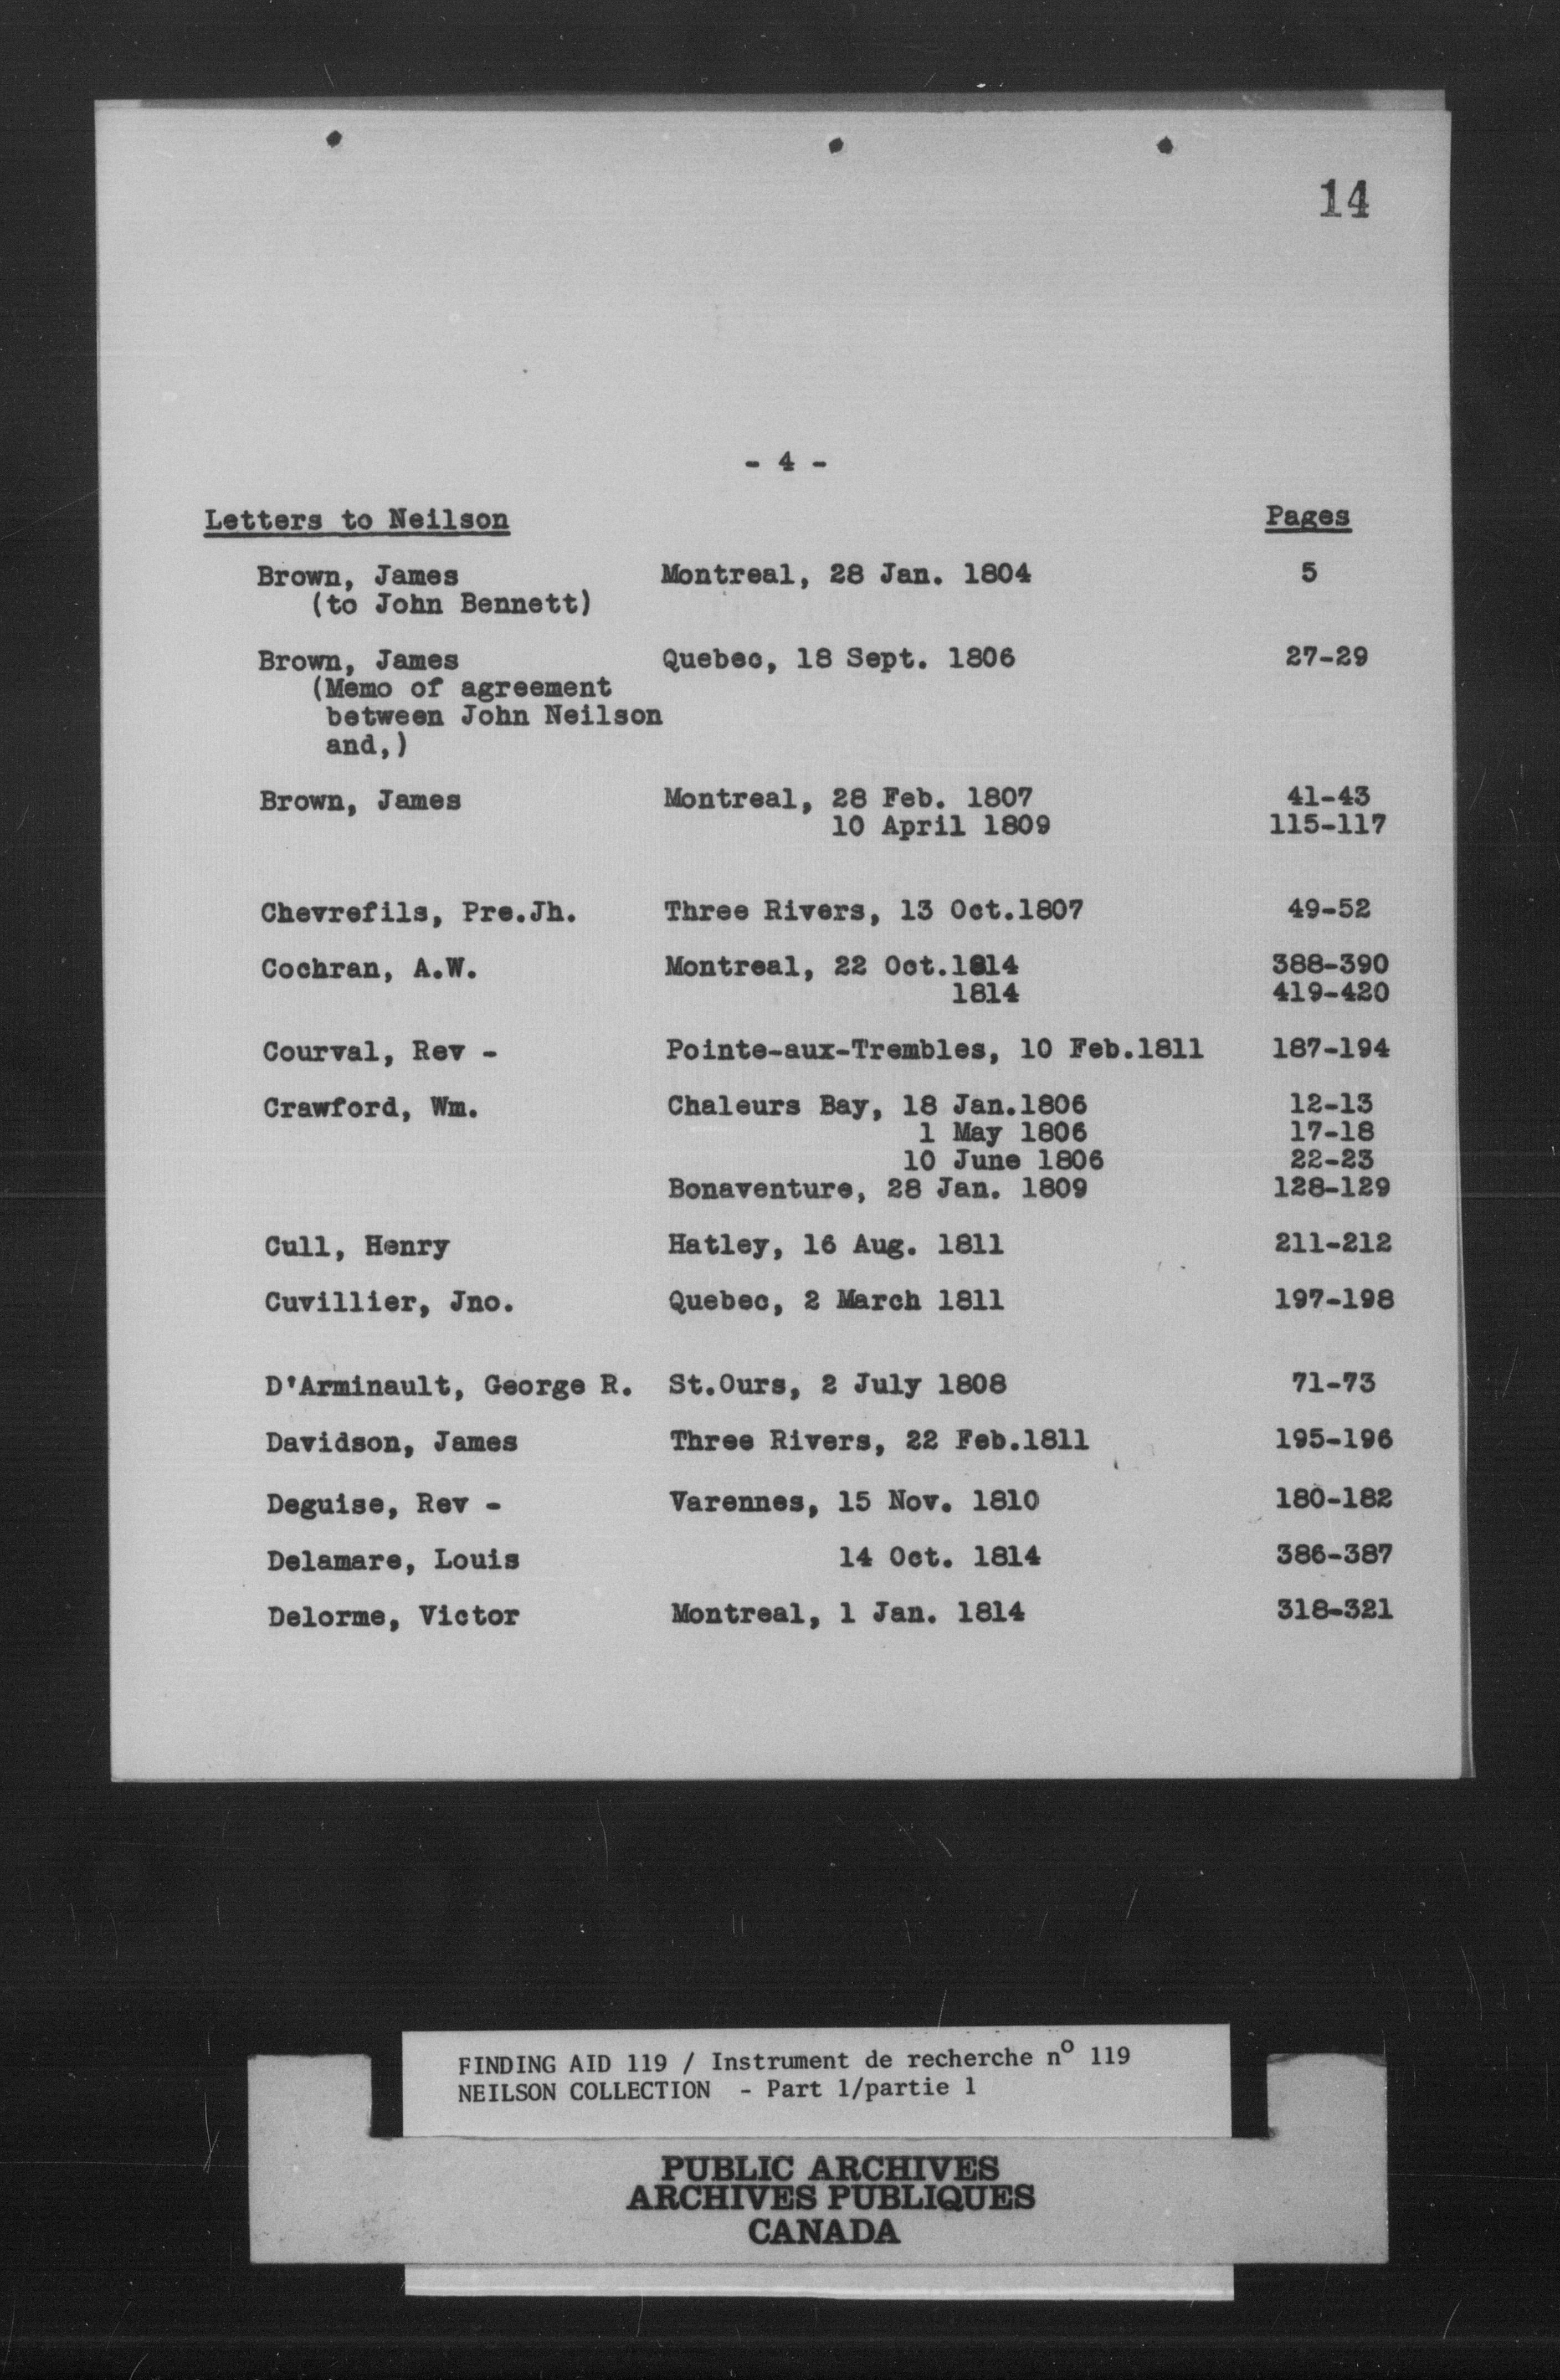 14
- 4 -
Letters to Neilson Pages
Brown, James Montreal, 28 Jan. 1804 5
(to John Bennett)
Brown, James Quebec, 18 Sept. 1806 27-29
(Memo of agreement
between John Neilson
and,)
Brown, James Montreal, 28 Feb. 1807 41-43
10 April 1809 115-117
Chevrefils, Pre.Jh. Three Rivers, 13 Oct.1807 49-52
Cochran, A.W. Montreal, 22 Oct.1814 388-390
1814 419-420
Courval, Rev - Pointe-aux-Trembles, 10 Feb.1811 187-194
Crawford, Wm. Chaleurs Bay, 18 Jan.1806 12-13
1 May 1806 17-18
10 June 1806 22-23
Bonaventure, 28 Jan. 1809 128-129
Cull, Henry Hatley, 16 Aug. 1811 211-212
Cuvillier, Jno. Quebec, 2 March 1811 197-198
D'Arminault, George R. St.Ours, 2 July 1808 71-73
Davidson, James Three Rivers, 22 Feb.1811 195-196
Deguise, Rev - Varennes, 15 Nov. 1810 180-182
Delamare, Louis 14 Oct. 1814 386-387
Delorme, Victor Montreal, 1 Jan. 1814 318-321
FINDING AID 119 / Instrument de recherche nº 119
NEILSON COLLECTION - Part 1/partie 1
PUBLIC ARCHIVES
ARCHIVES PUBLIQUES
CANADA